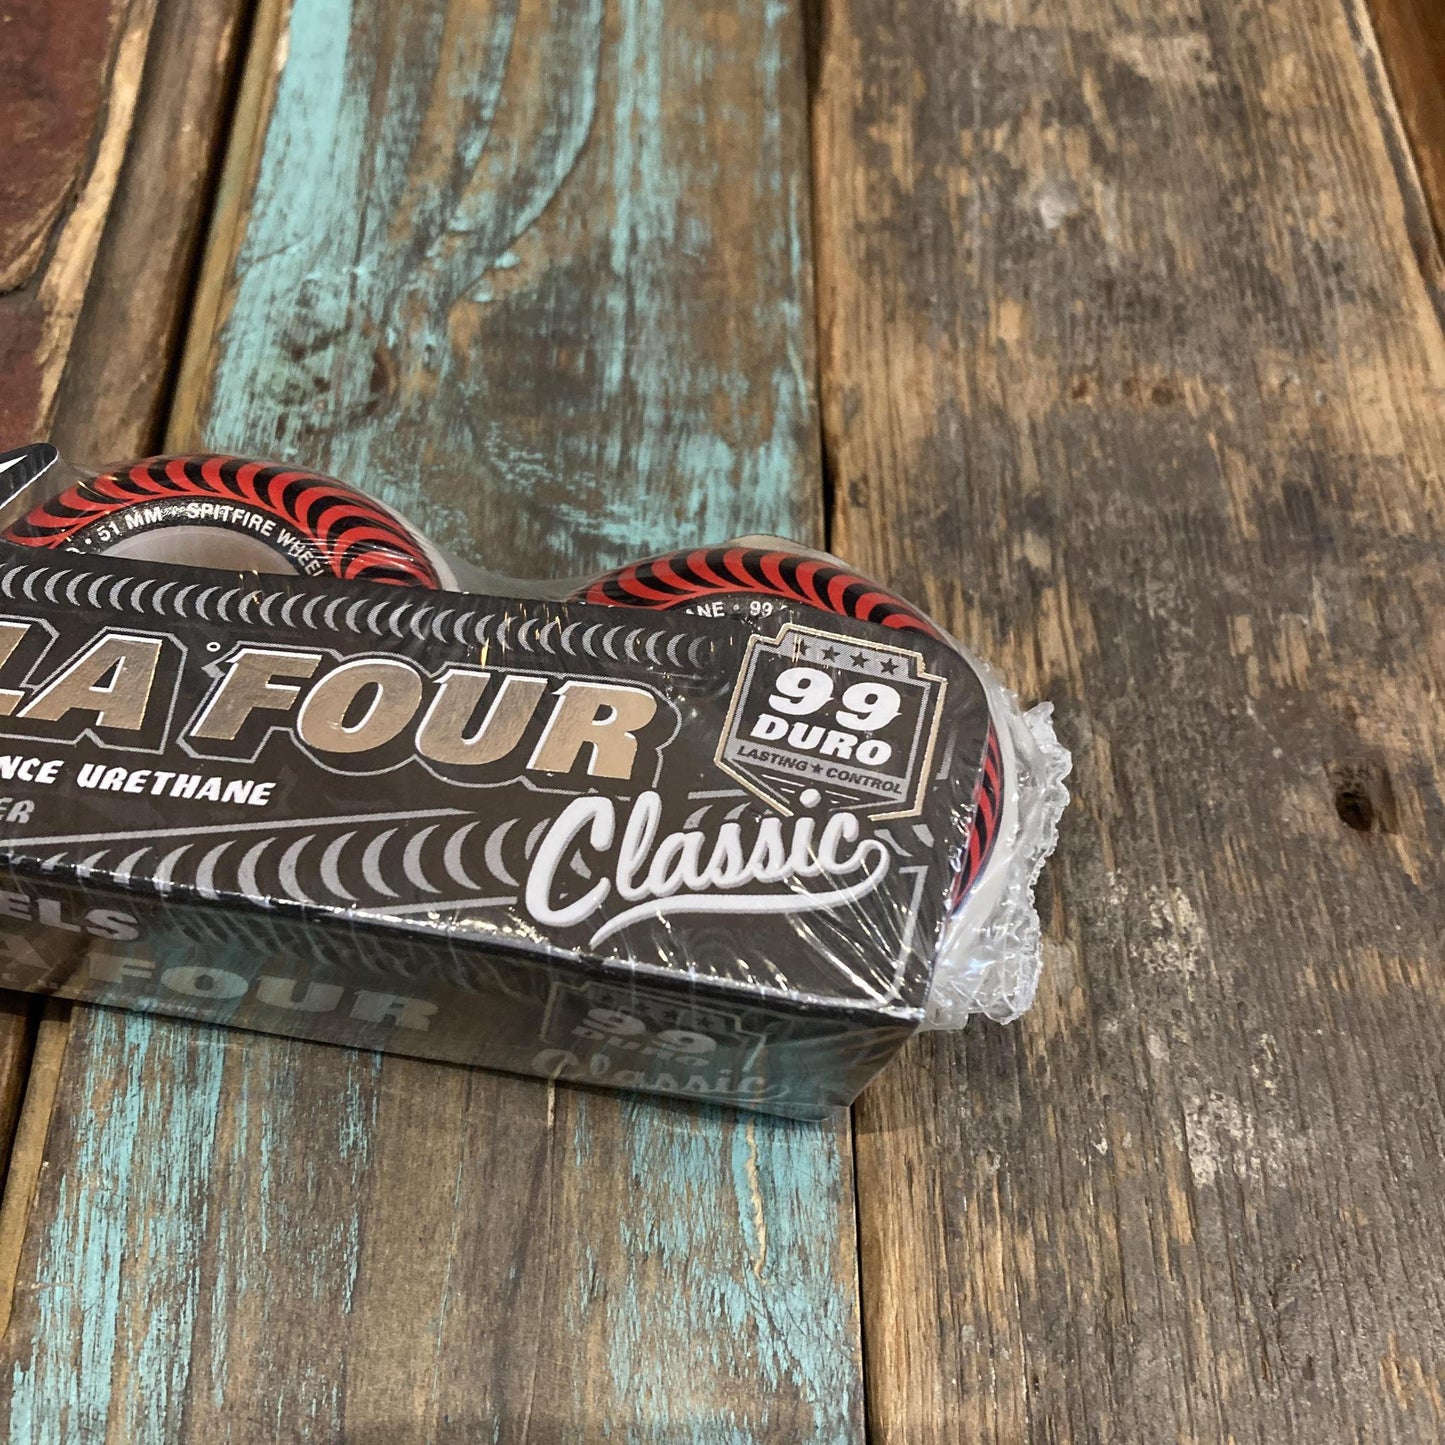 51 MM SPITFIRE WHEEL
ANE • 99
LA FOUR
99
DURO
LASTING ★ CONTROL
NCE URETHANE
ER
Classic
ELS
FOUR
99
DURO
Classic